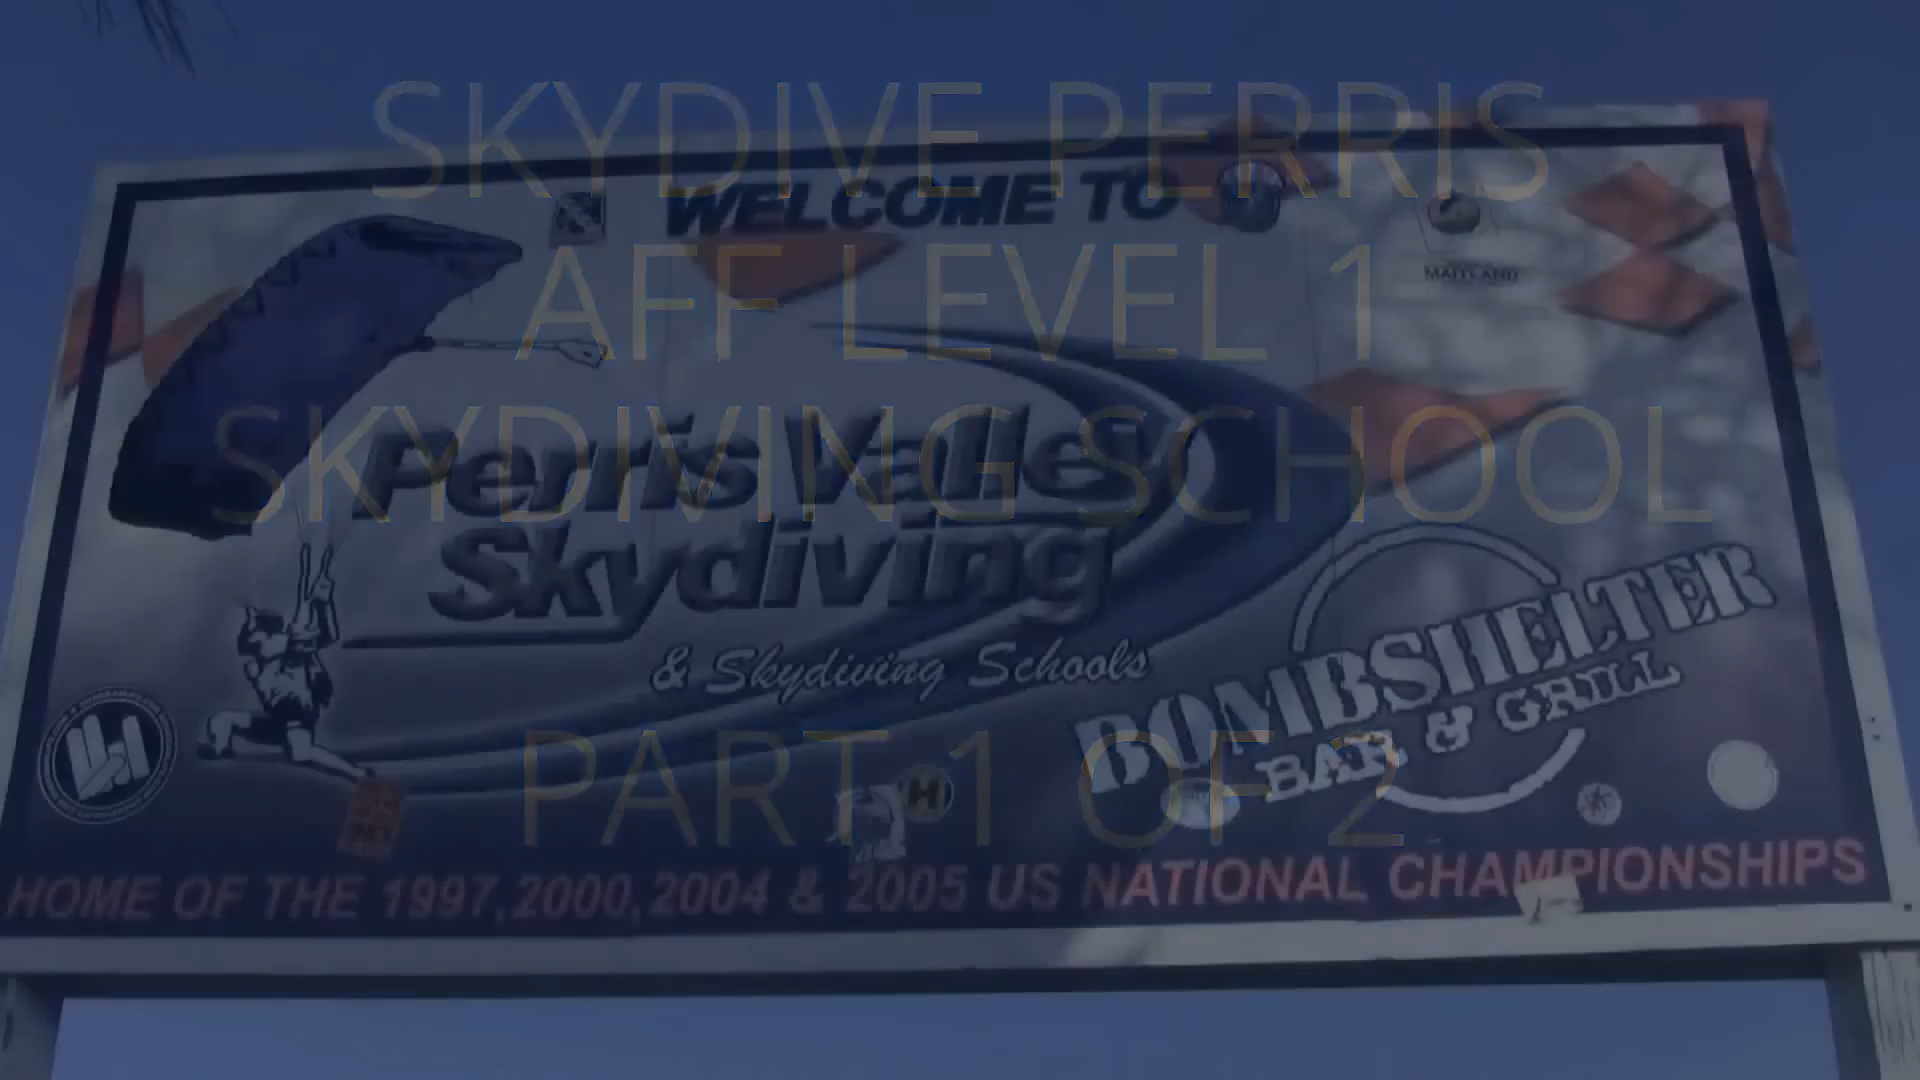 SKYDIVE PERRIS
AFF LEVEL 1
SKYDIVING SCHOOL
PART 1 OF 2
WELCOME TO
MAITLAND
Perris Valley
Skydiving
& Skydiving Schools
BOMBSHELTER
BAR & GRILL
H
HOME OF THE 1997,2000,2004 & 2005 US NATIONAL CHAMPIONSHIPS